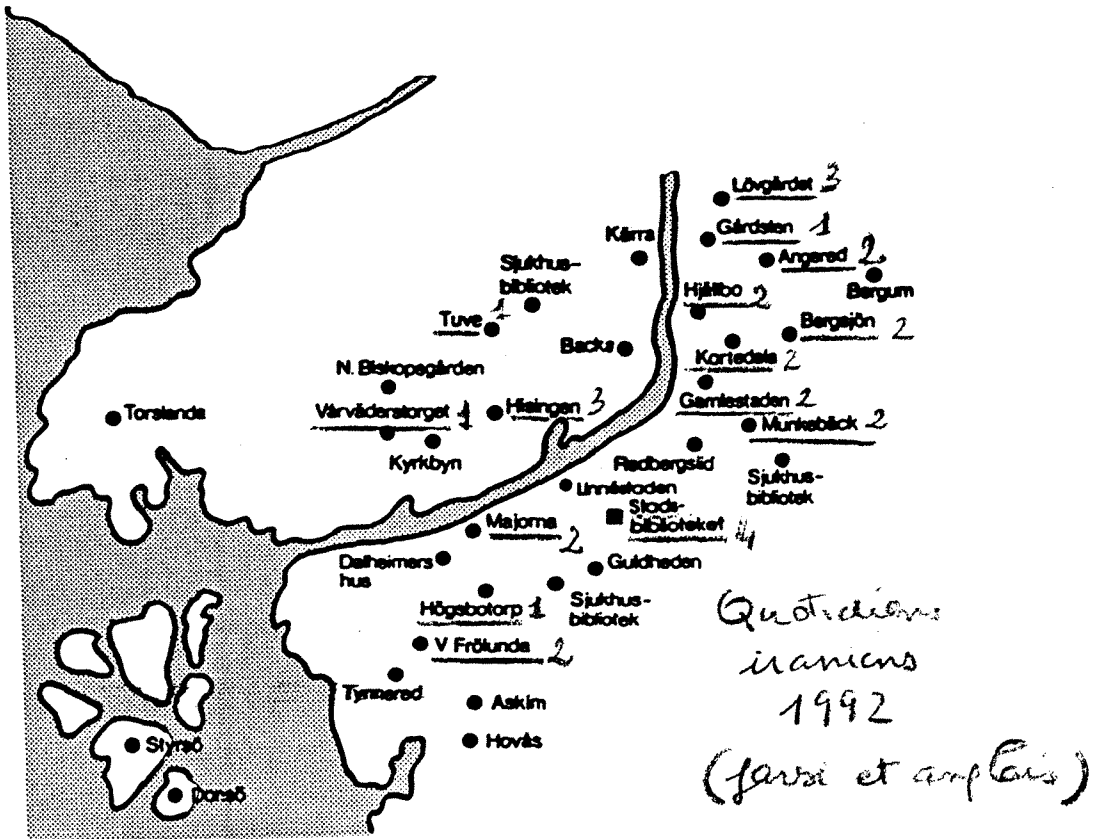 Lövgärdet 3
Gårdsten 1
Kärra
Angered 2
Sjukhus-
bibliotek
Bergum
Hjällbo 2
Tuve 1
Bergsjön 2
Backa
Kortedala 2
N. Biskopsgården
Gamlestaden 2
Torslanda
Vårväderstorget 1
Hisingen 3
Munkebäck 2
Kyrkbyn
Redbergslid
Sjukhus-
bibliotek
Linnéstaden
Stads-
biblioteket 4
Majorna 2
Dalheimers
hus
Guldheden
Högsbotorp 1
Sjukhus-
bibliotek
V Frölunda 2
Tynnered
Askim
Hovås
Styrsö
Donsö
Quotidiens
iraniens
1992
(farsi et anglais)